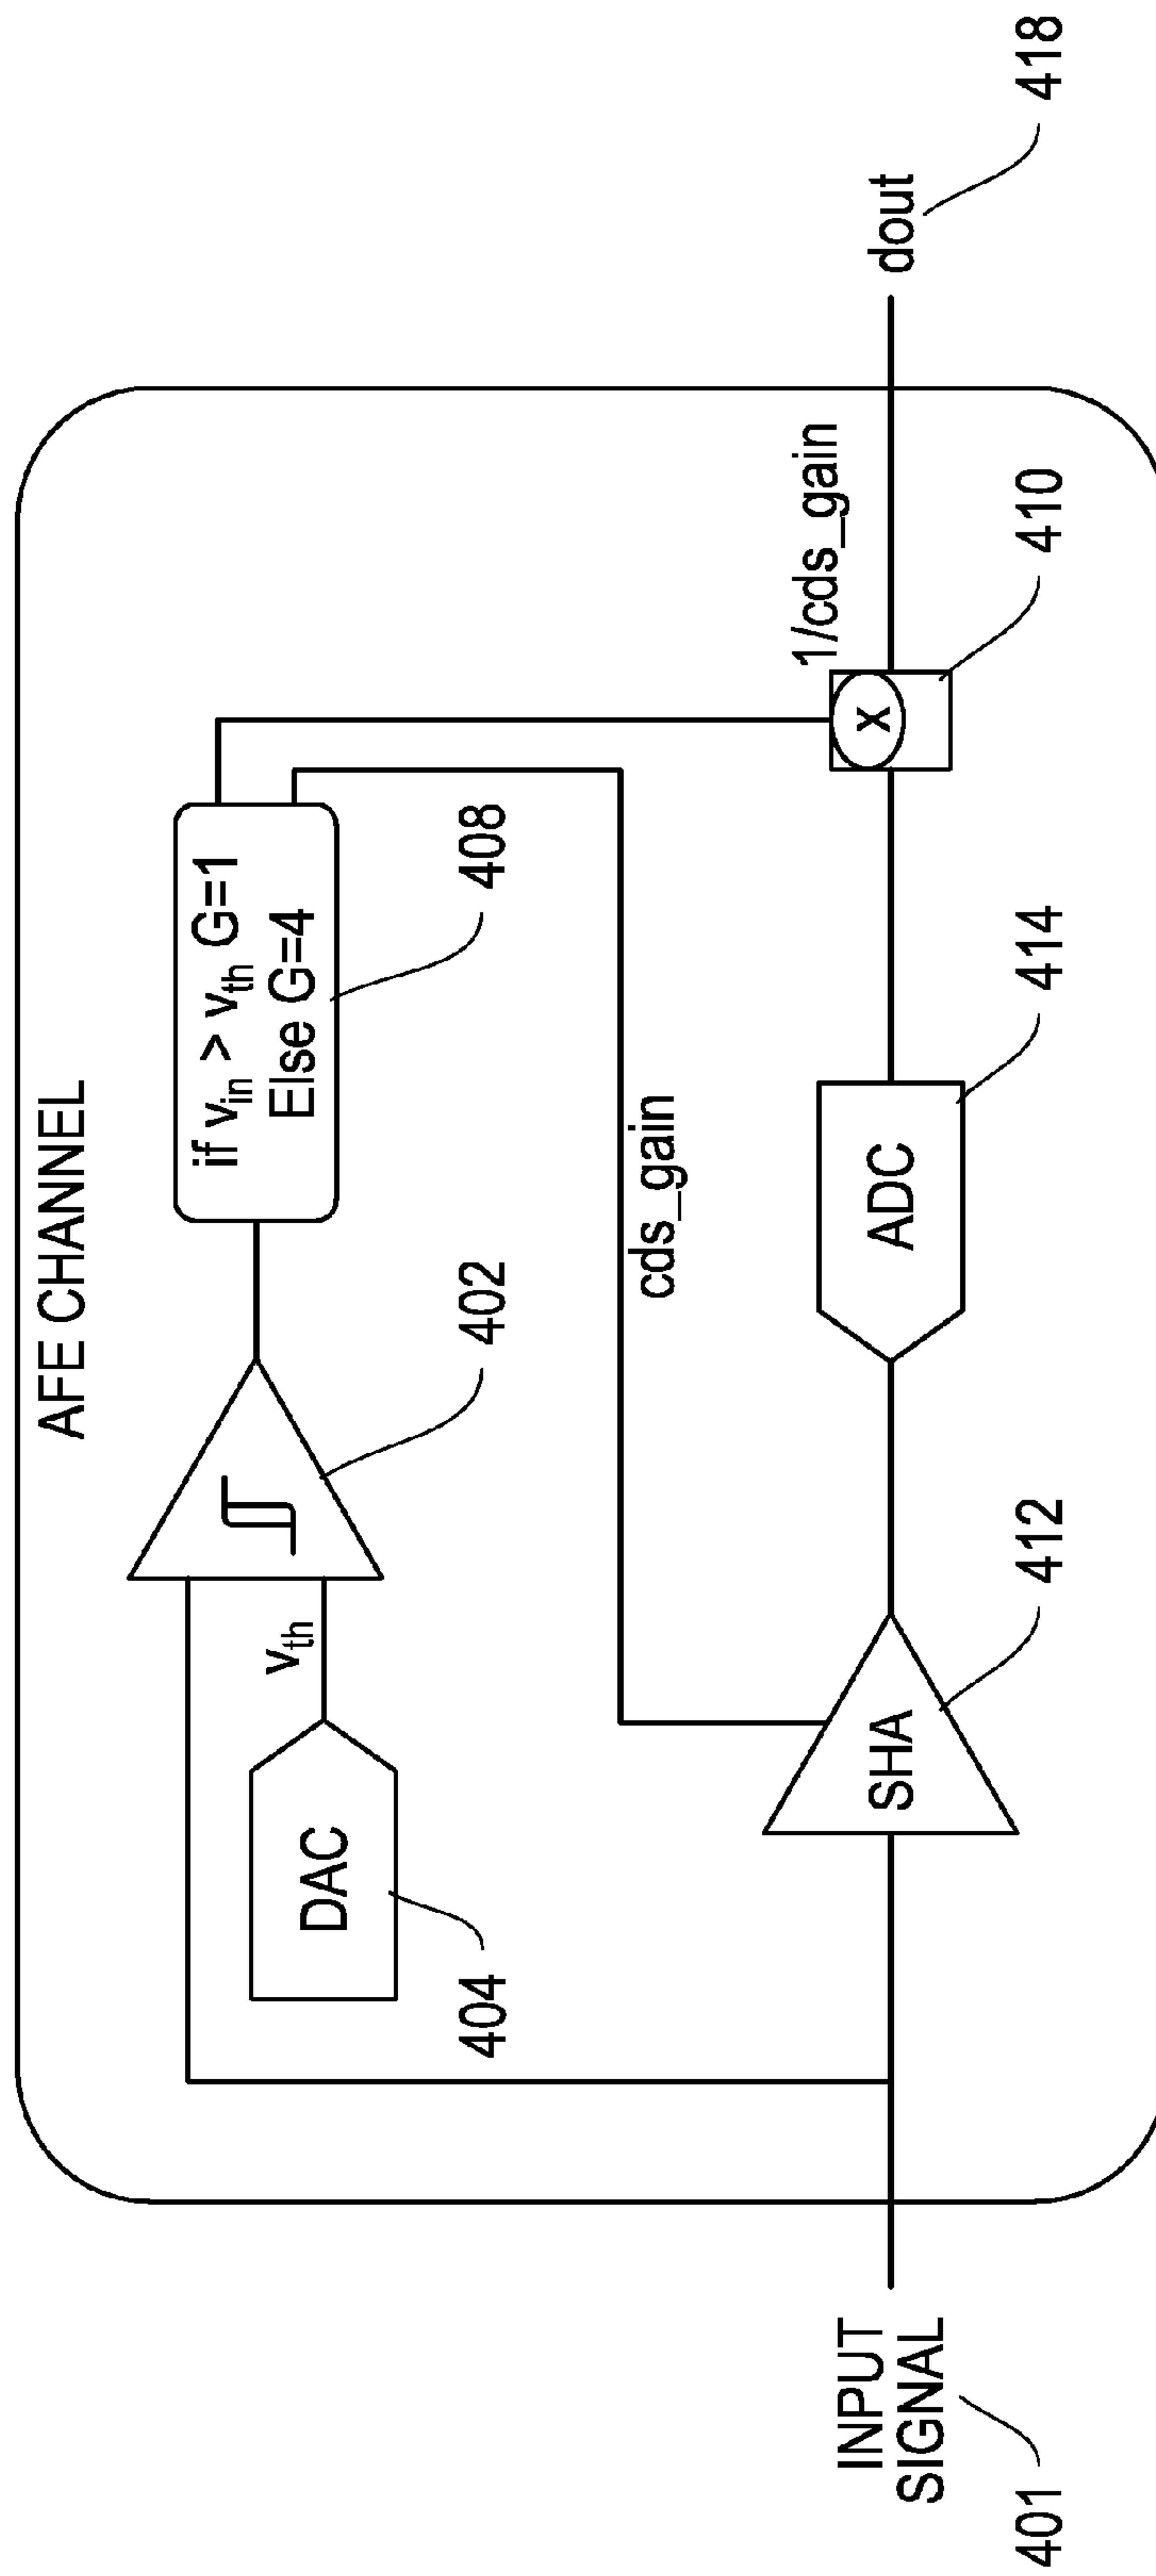 AFE CHANNEL
if v_in > v_th G=1
Else G=4
408
402
v_th
DAC
404
cds_gain
1/cds_gain
INPUT
SIGNAL
401
SHA
412
ADC
414
x
410
dout
418